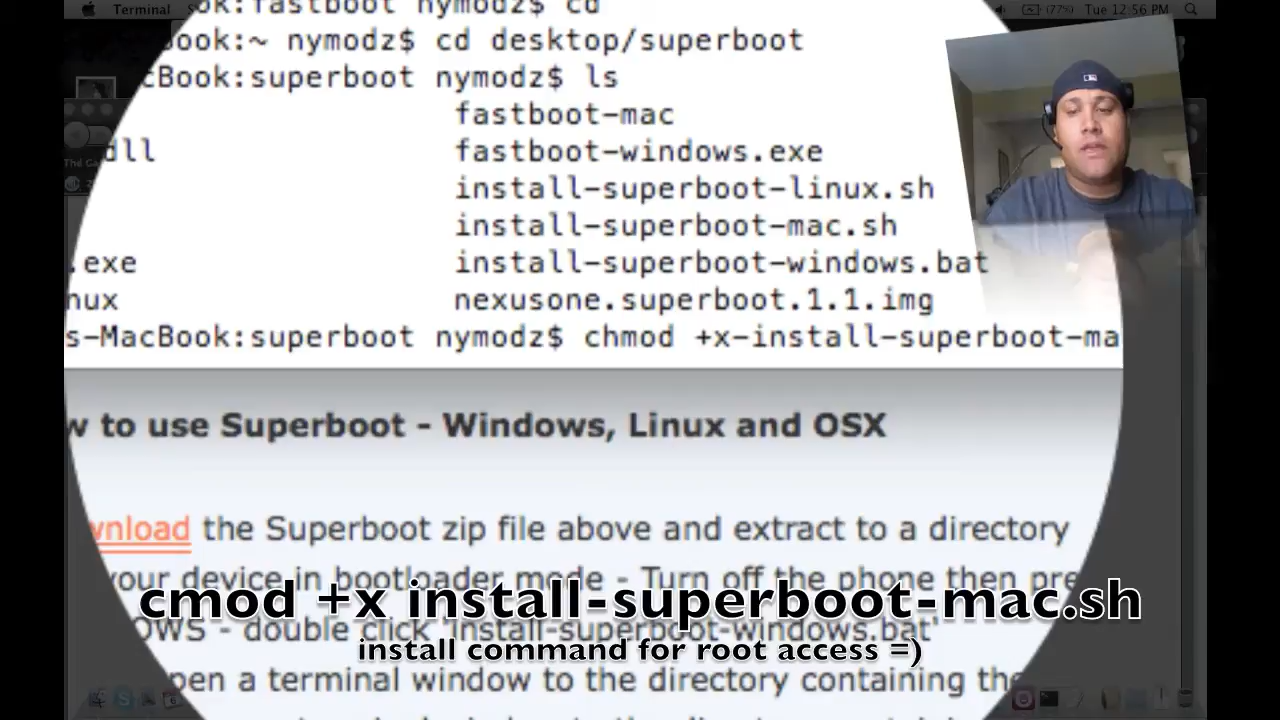 Terminal
(77%) Tue 12:56 PM
ook:fastboot nymodz$ cd
Book:~ nymodz$ cd desktop/superboot
cBook:superboot nymodz$ ls
fastboot-mac
dll fastboot-windows.exe
install-superboot-linux.sh
install-superboot-mac.sh
.exe install-superboot-windows.bat
nux nexusone.superboot.1.1.img
s-MacBook:superboot nymodz$ chmod +x-install-superboot-ma
w to use Superboot - Windows, Linux and OSX
wnload the Superboot zip file above and extract to a directory
your device in bootloader mode - Turn off the phone then pre
cmod +x install-superboot-mac.sh
OWS - double click 'install-superboot-windows.bat'
install command for root access =)
pen a terminal window to the directory containing the